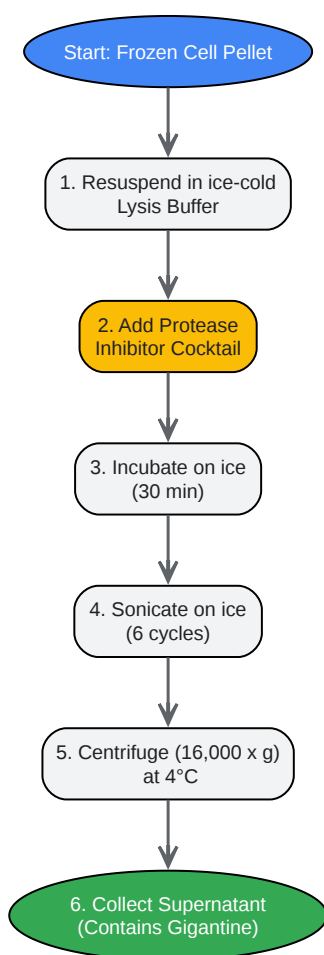 Start: Frozen Cell Pellet
1. Resuspend in ice-cold
Lysis Buffer
2. Add Protease
Inhibitor Cocktail
3. Incubate on ice
(30 min)
4. Sonicate on ice
(6 cycles)
5. Centrifuge (16,000 x g)
at 4°C
6. Collect Supernatant
(Contains Gigantine)